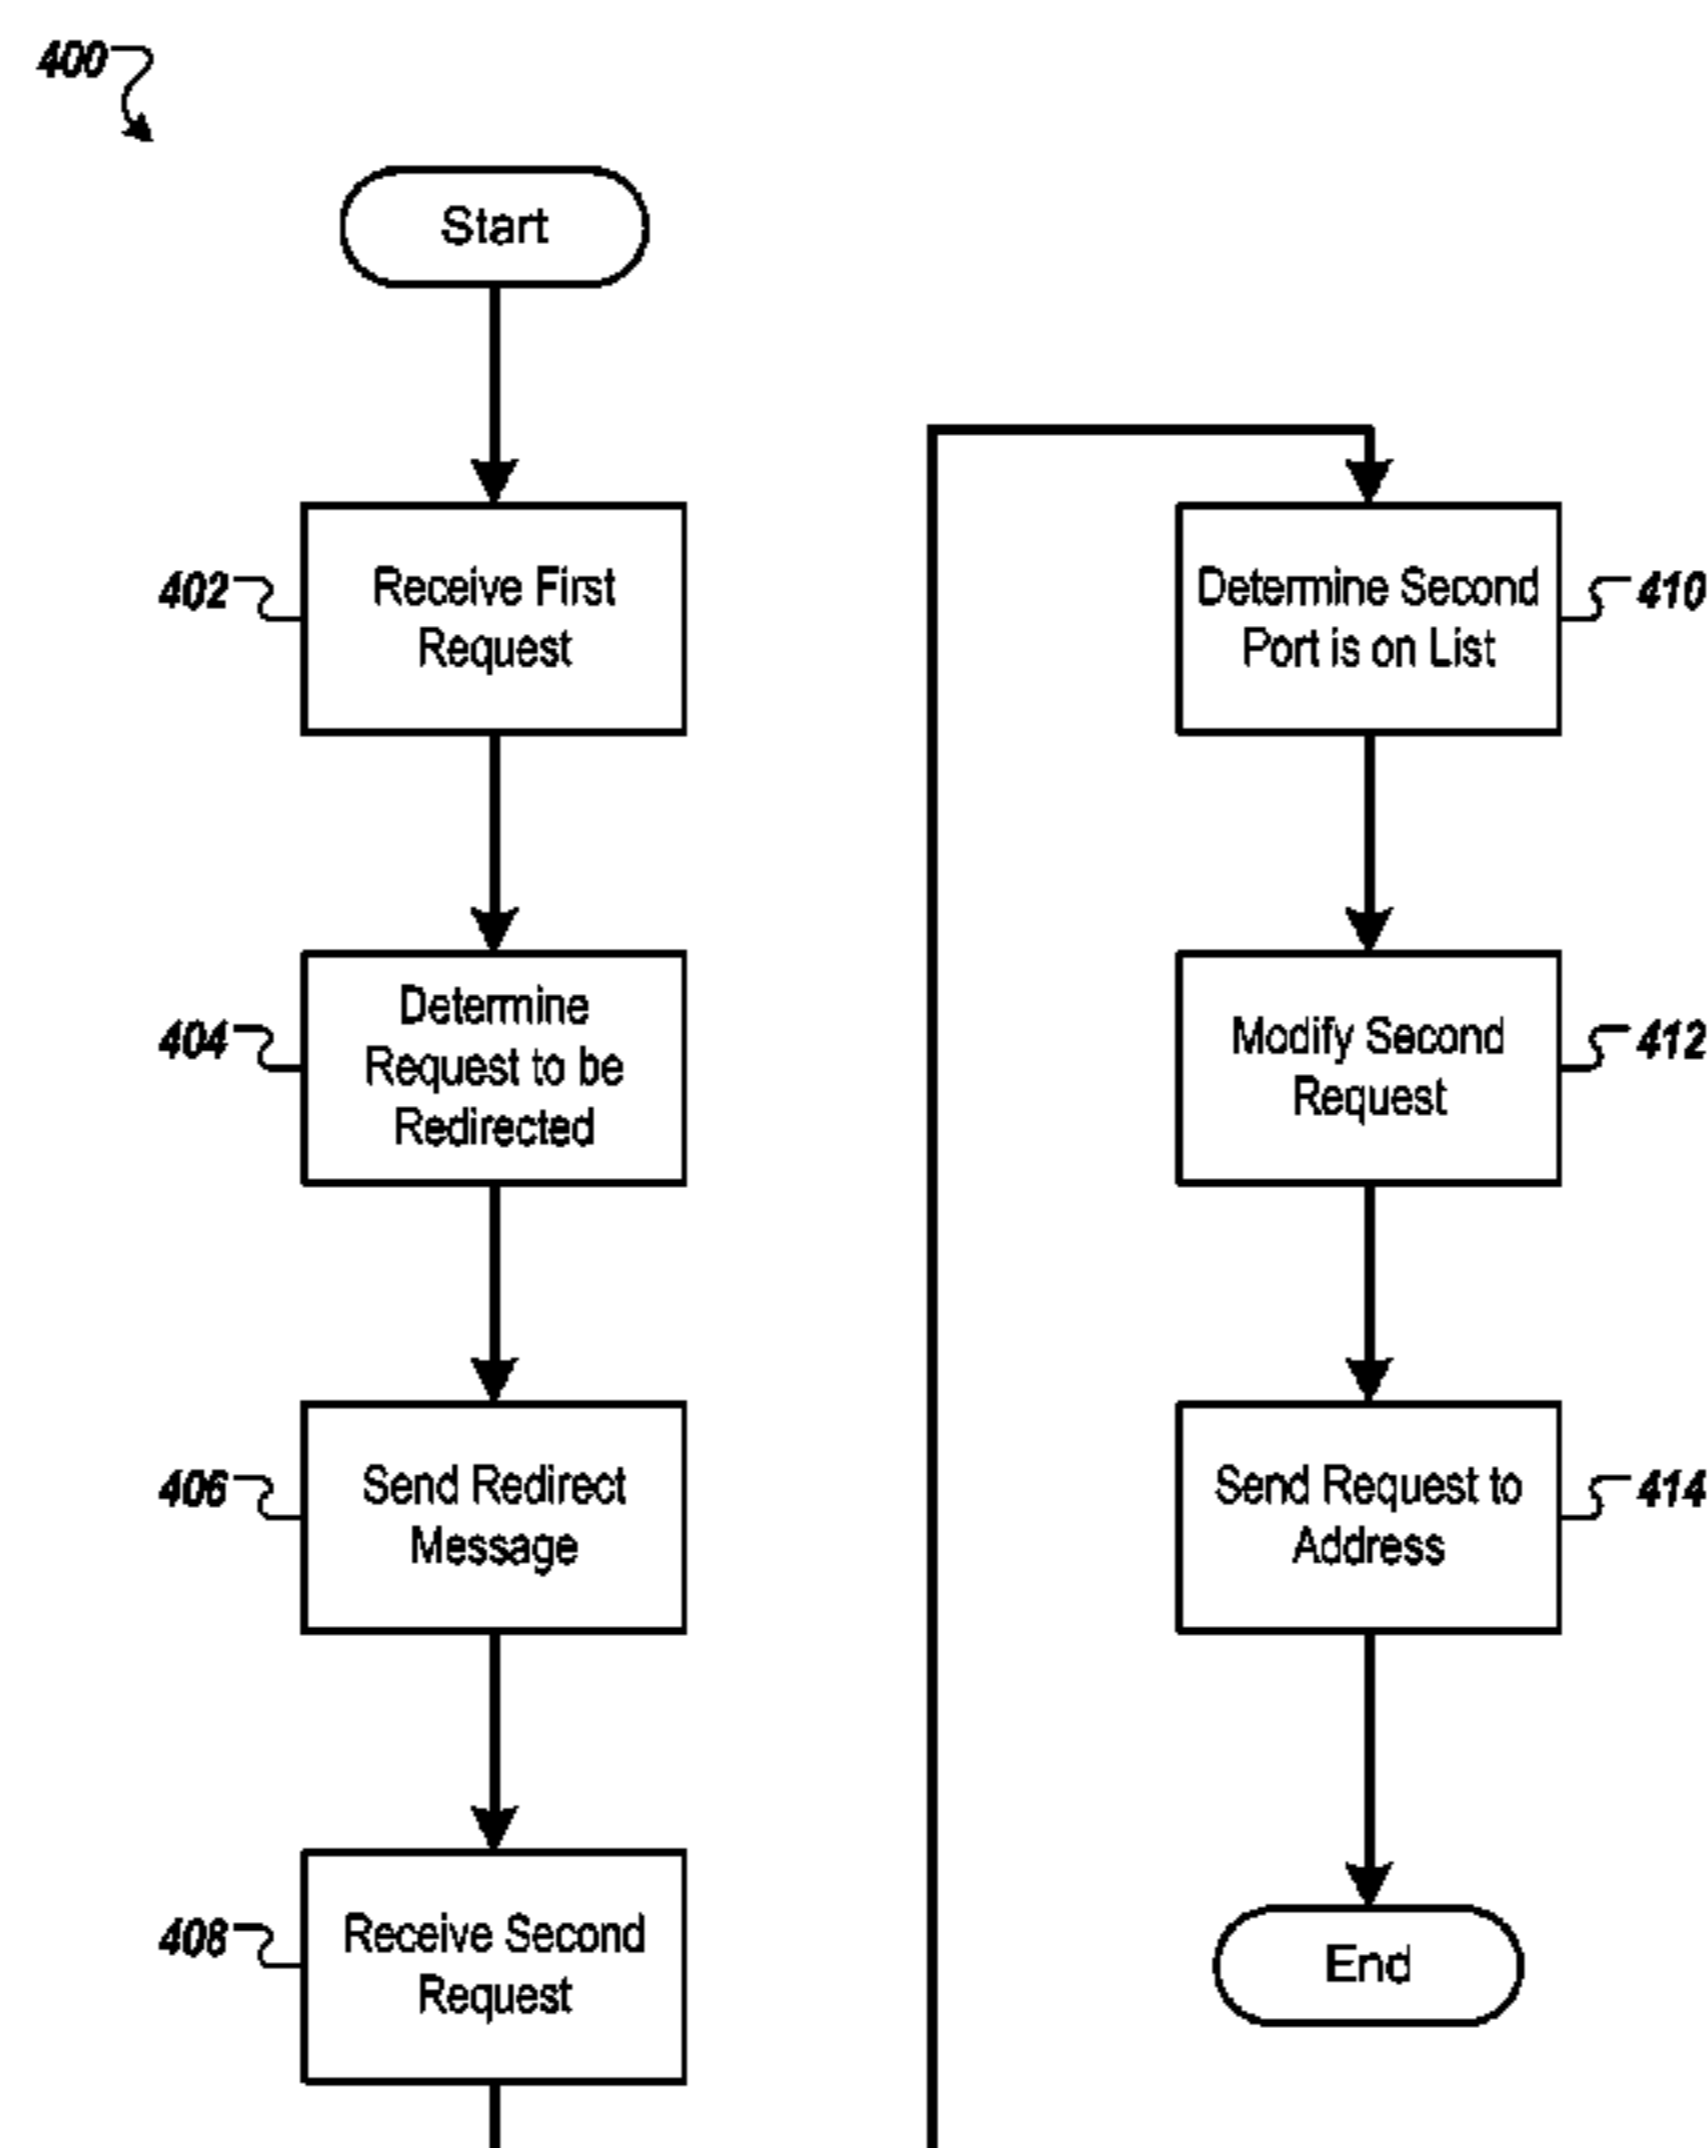 400
Start
402
Receive First
Request
404
Determine
Request to be
Redirected
406
Send Redirect
Message
408
Receive Second
Request
Determine Second
Port is on List
410
Modify Second
Request
412
Send Request to
Address
414
End